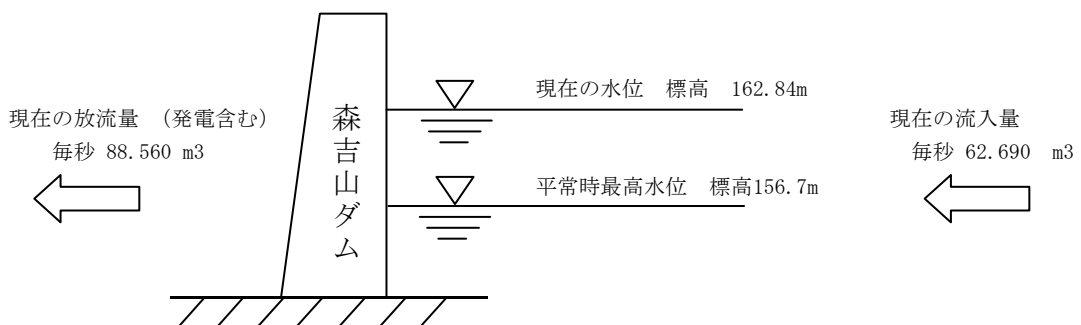 現在の水位 標高 162.84m
現在の放流量 （発電含む）
毎秒 88.560 m3
森吉山ダム
現在の流入量
毎秒 62.690 m3
平常時最高水位 標高156.7m